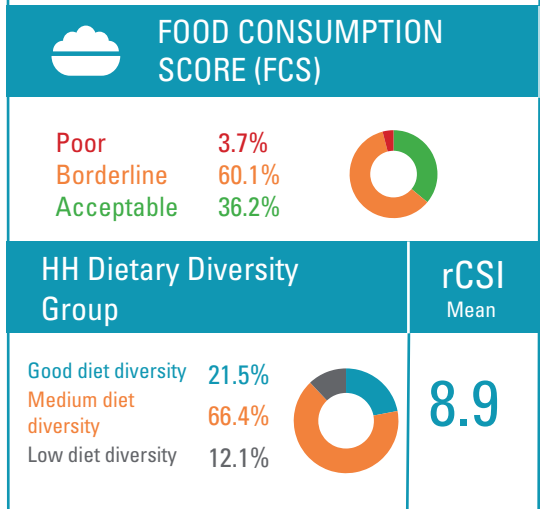 FOOD CONSUMPTION
SCORE (FCS)
Poor 3.7%
Borderline 60.1%
Acceptable 36.2%
HH Dietary Diversity
Group
rCSI
Mean
Good diet diversity 21.5%
Medium diet
diversity 66.4%
Low diet diversity 12.1%
8.9